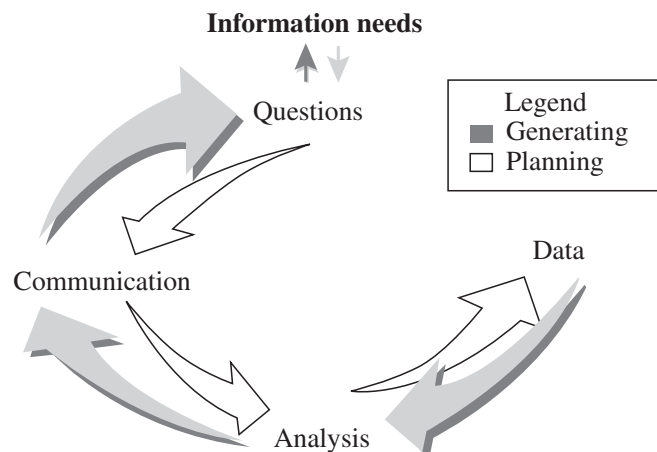 Information needs
Questions
Legend
Generating
Planning
Data
Communication
Analysis